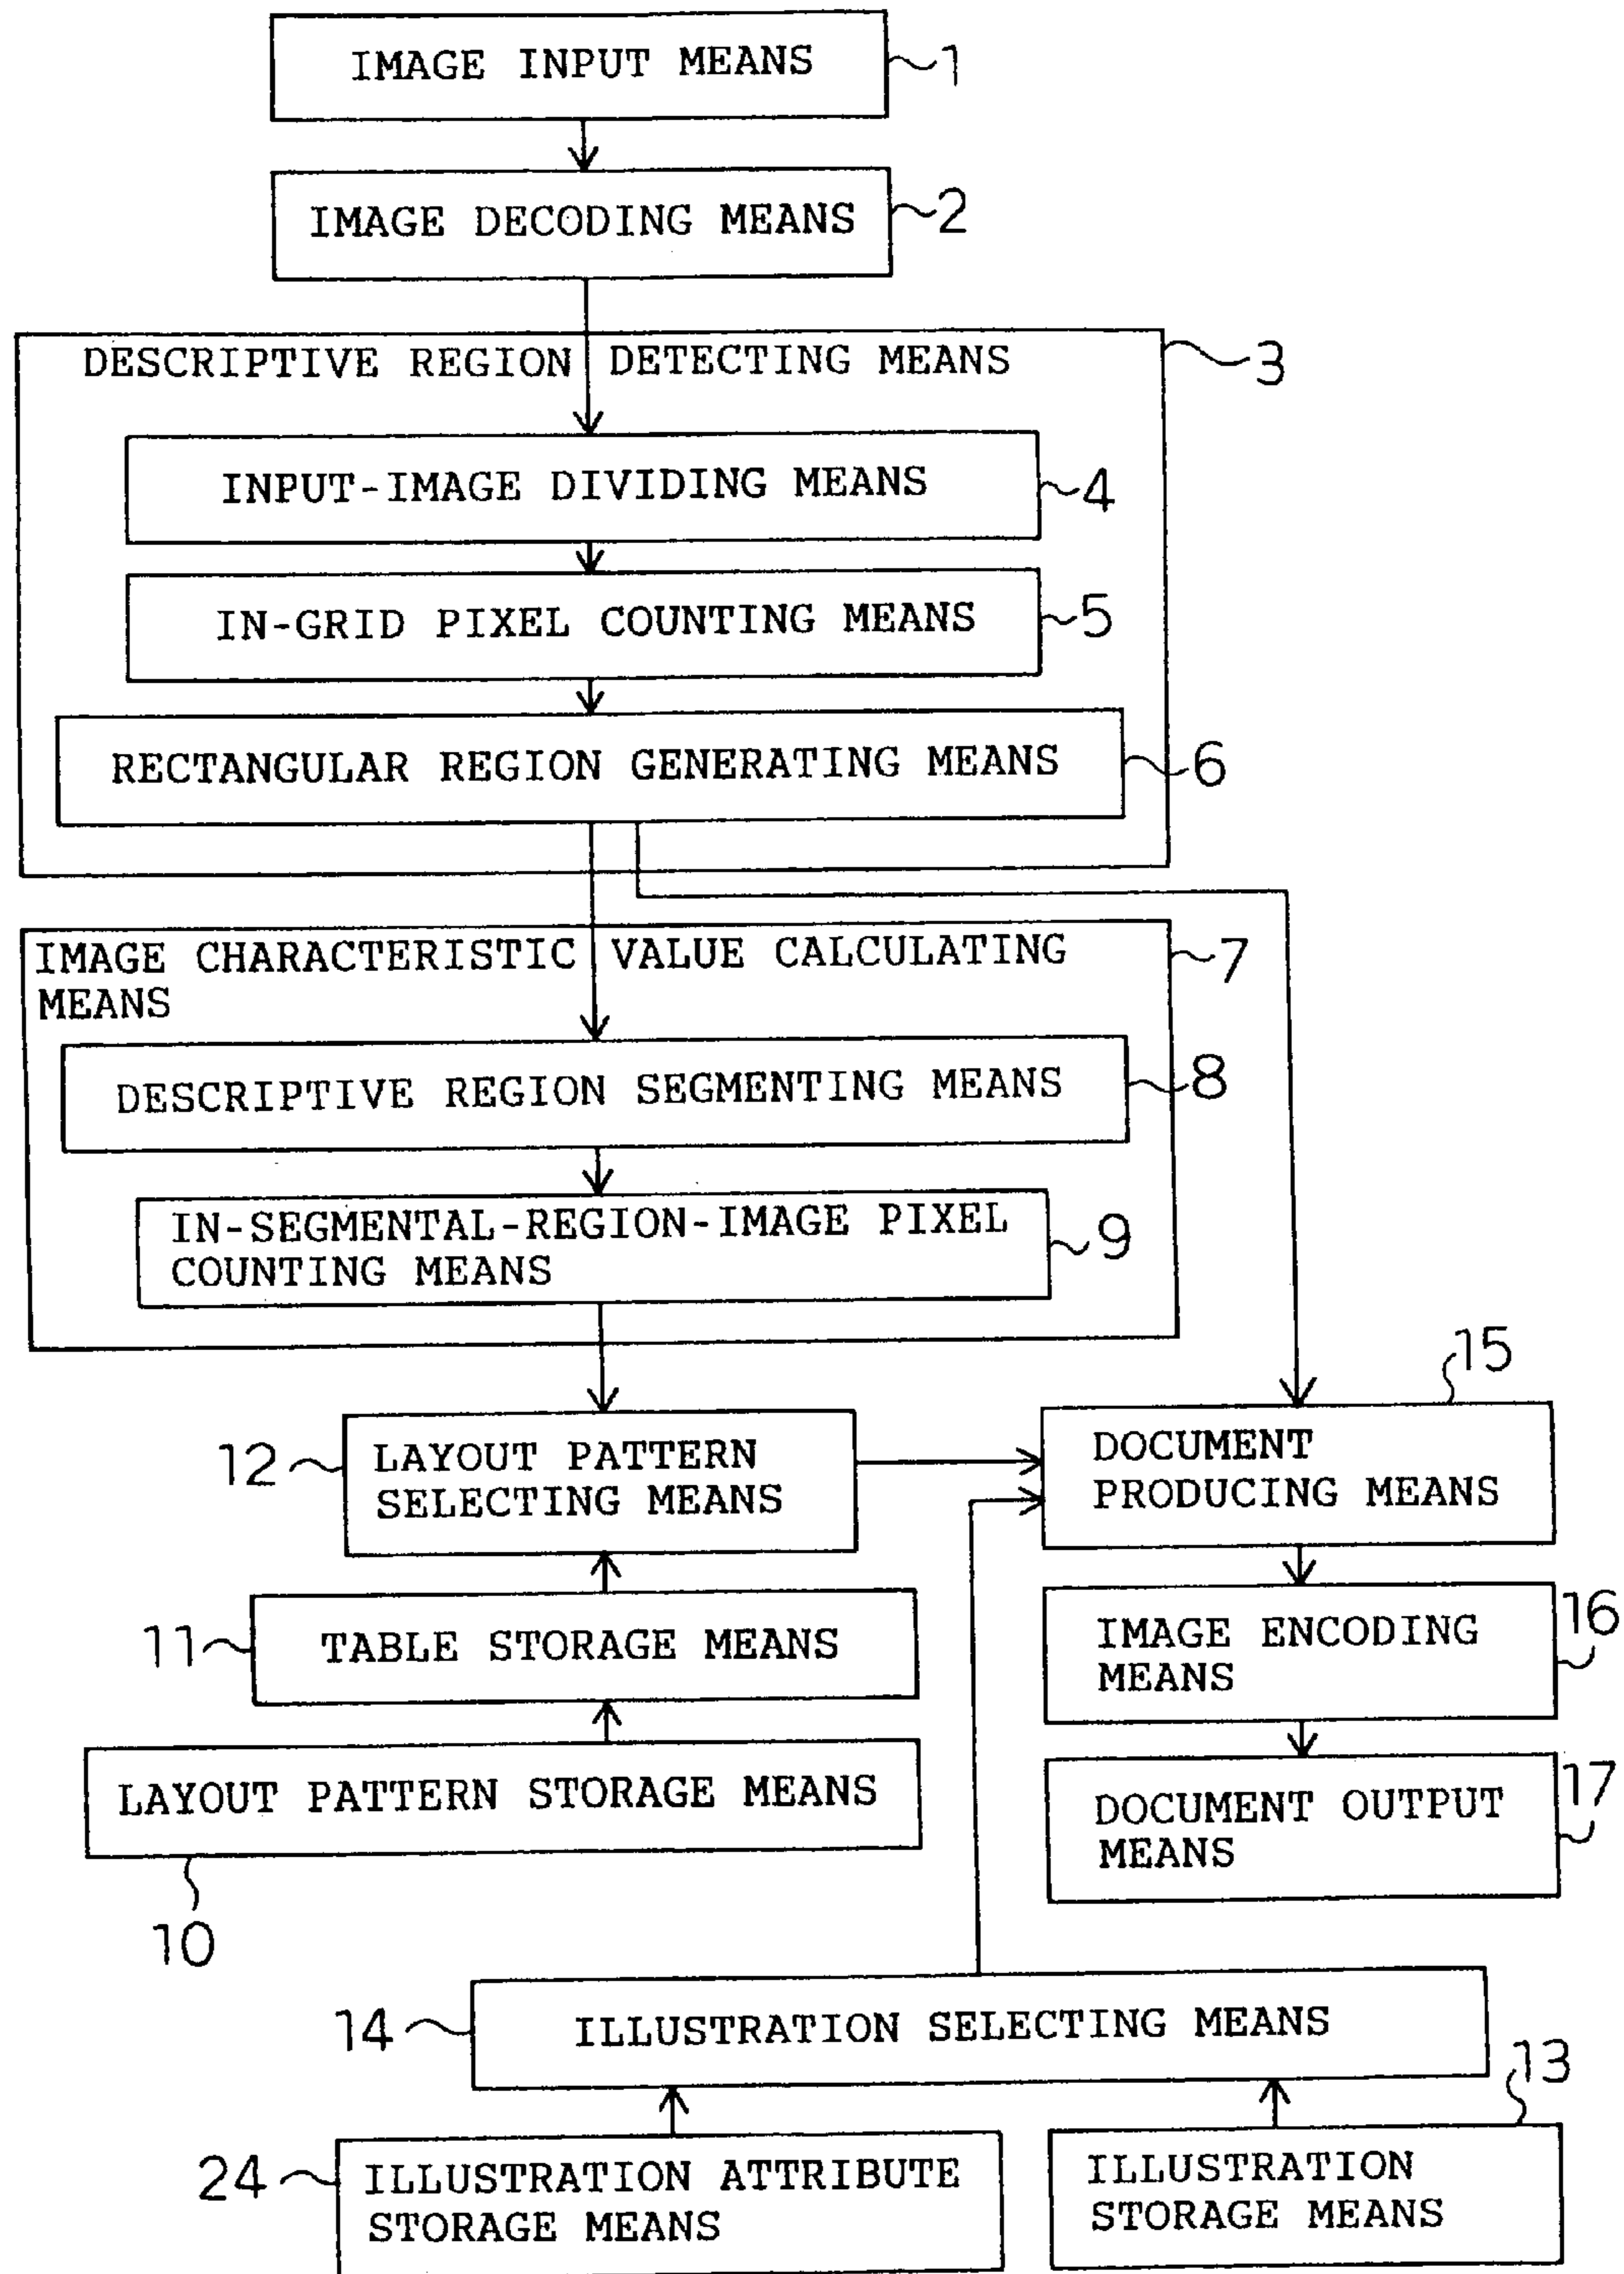 IMAGE INPUT MEANS
1
IMAGE DECODING MEANS
2
DESCRIPTIVE REGION DETECTING MEANS
3
INPUT-IMAGE DIVIDING MEANS
4
IN-GRID PIXEL COUNTING MEANS
5
RECTANGULAR REGION GENERATING MEANS
6
IMAGE CHARACTERISTIC VALUE CALCULATING
MEANS
7
DESCRIPTIVE REGION SEGMENTING MEANS
8
IN-SEGMENTAL-REGION-IMAGE PIXEL
COUNTING MEANS
9
12
LAYOUT PATTERN
SELECTING MEANS
15
DOCUMENT
PRODUCING MEANS
11
TABLE STORAGE MEANS
16
IMAGE ENCODING
MEANS
LAYOUT PATTERN STORAGE MEANS
10
17
DOCUMENT OUTPUT
MEANS
14
ILLUSTRATION SELECTING MEANS
13
24
ILLUSTRATION ATTRIBUTE
STORAGE MEANS
ILLUSTRATION
STORAGE MEANS